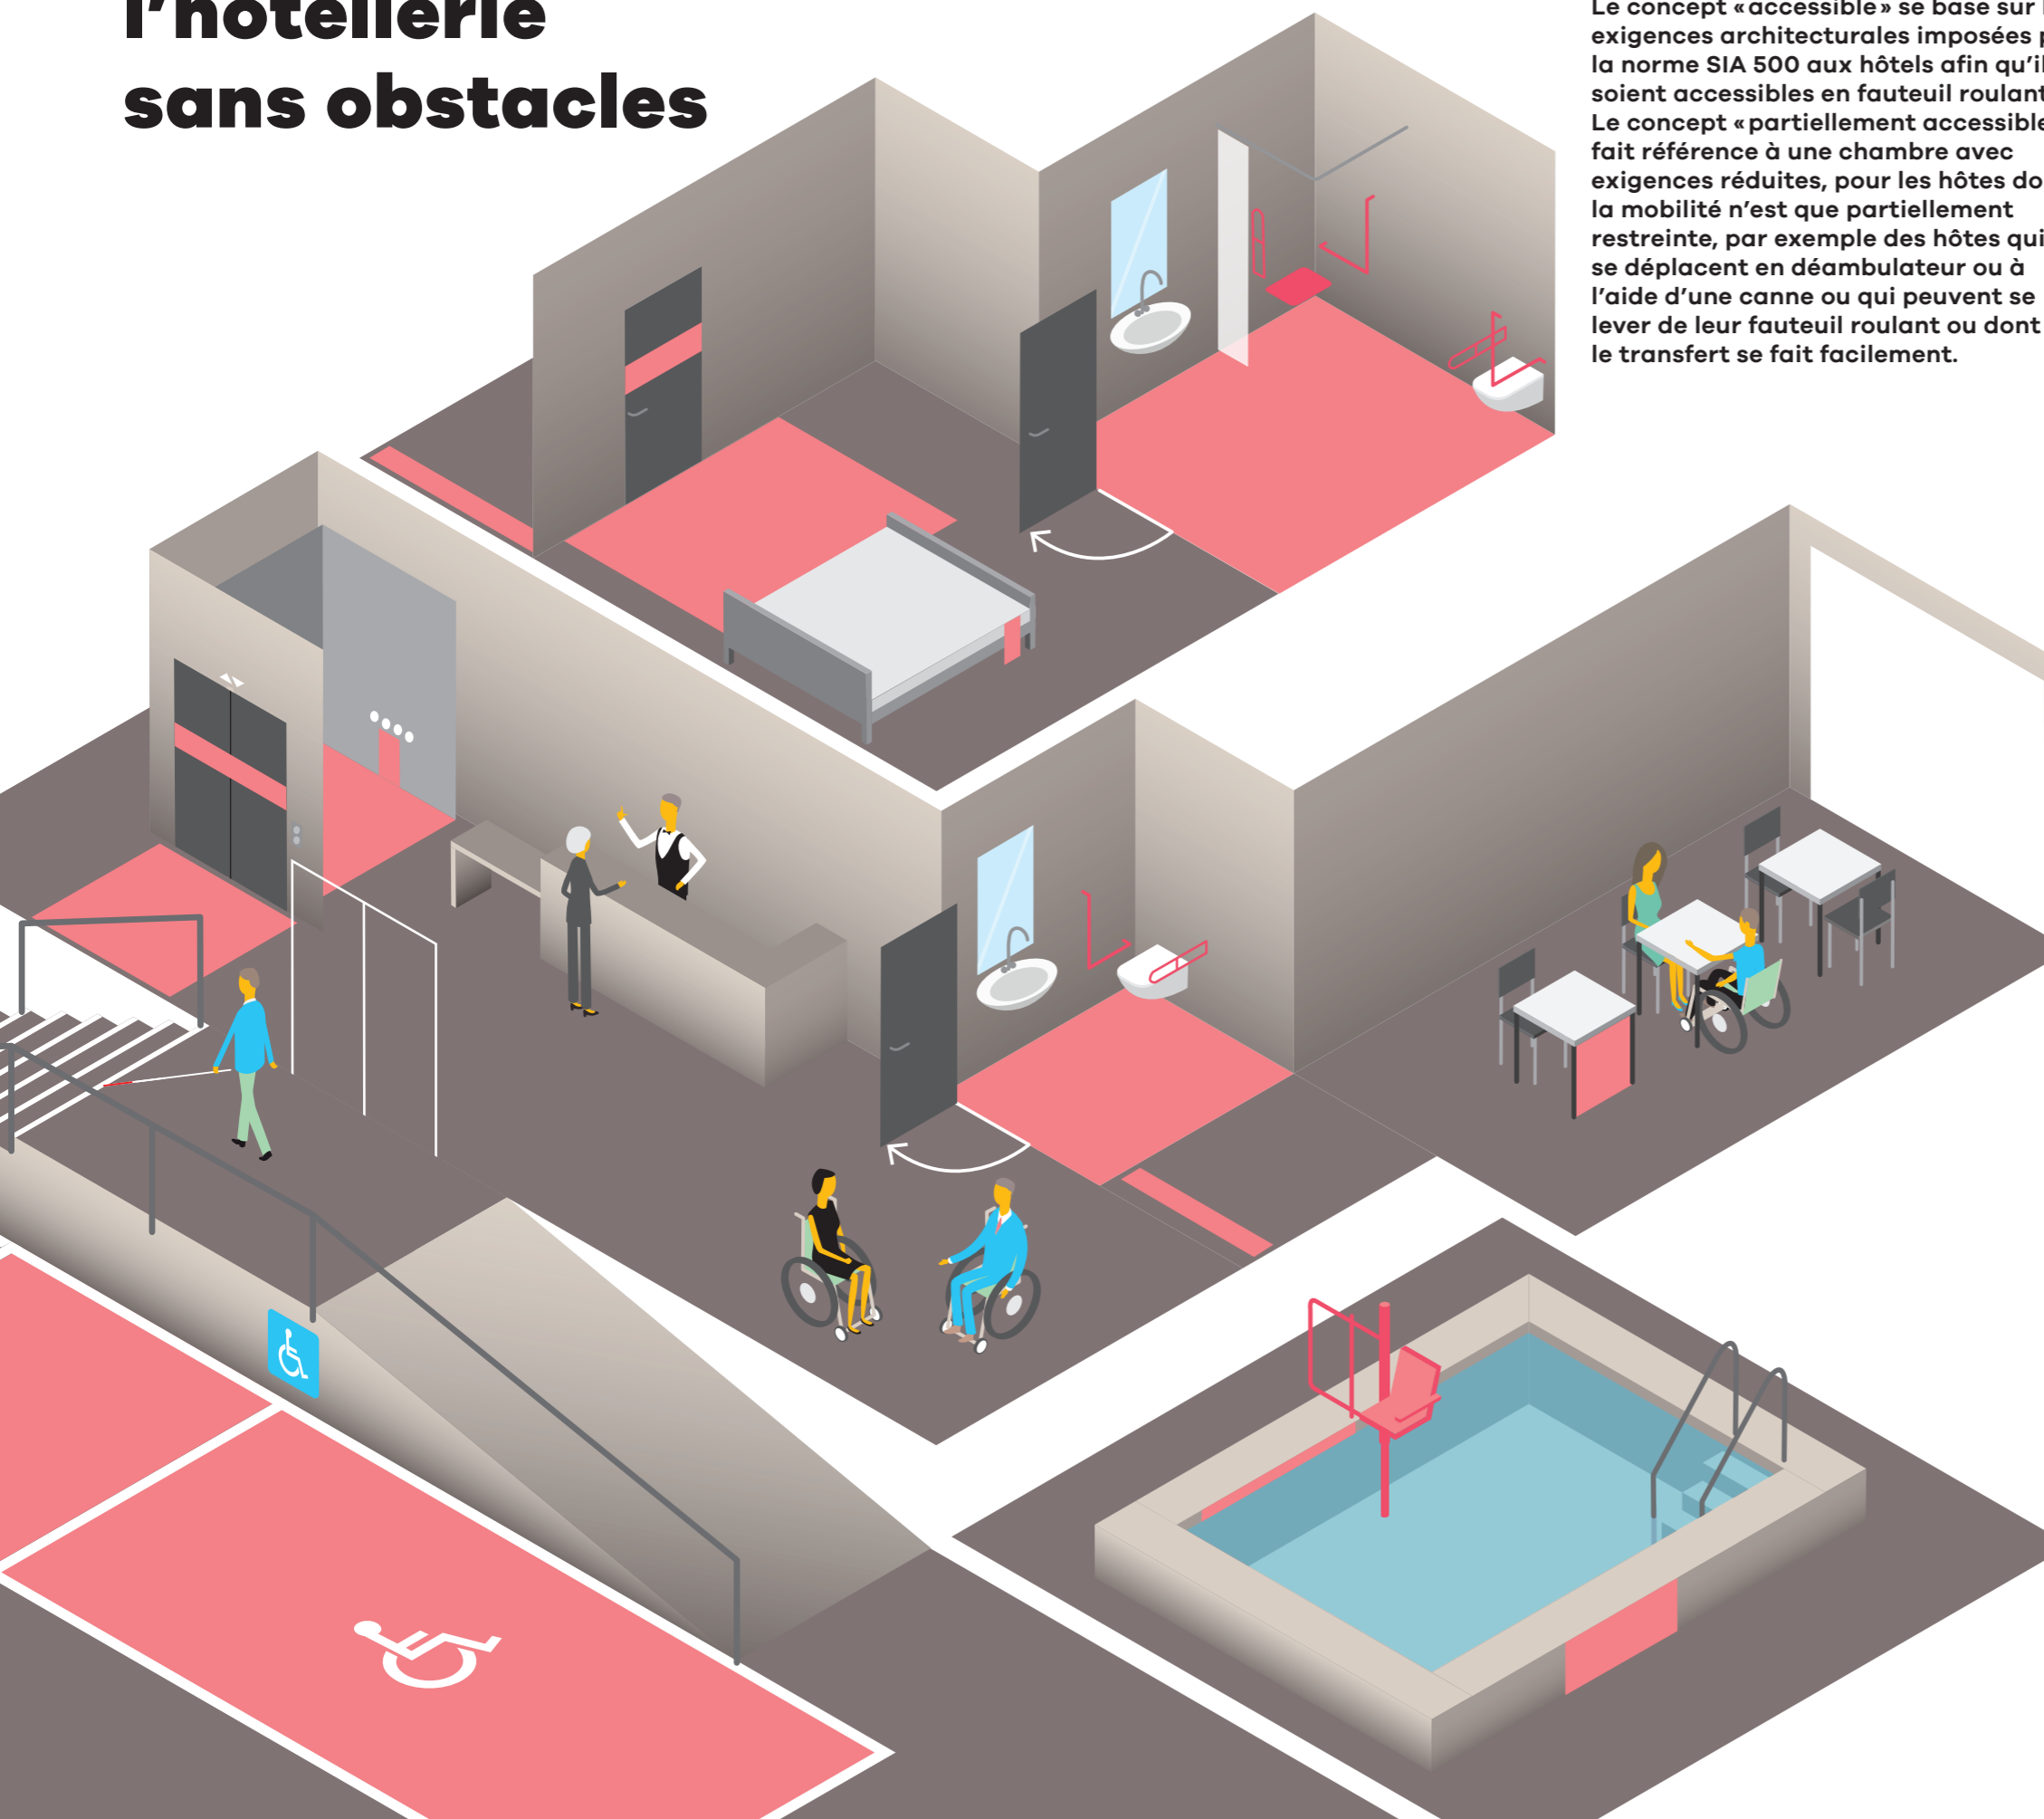 l'hôtellerie
sans obstacles
Le concept «accessible» se base sur
exigences architecturales imposées
la norme SIA 500 aux hôtels afin
soient accessibles en fauteuil roulant
Le concept «partiellement accessible
fait référence à une chambre avec
exigences réduites, pour les hôtes
la mobilité n'est que partiellement
restreinte, par exemple des hôtes qui
se déplacent en déambulateur ou à
l'aide d'une canne ou qui peuvent se
lever de leur fauteuil roulant ou dont
le transfert se fait facilement.